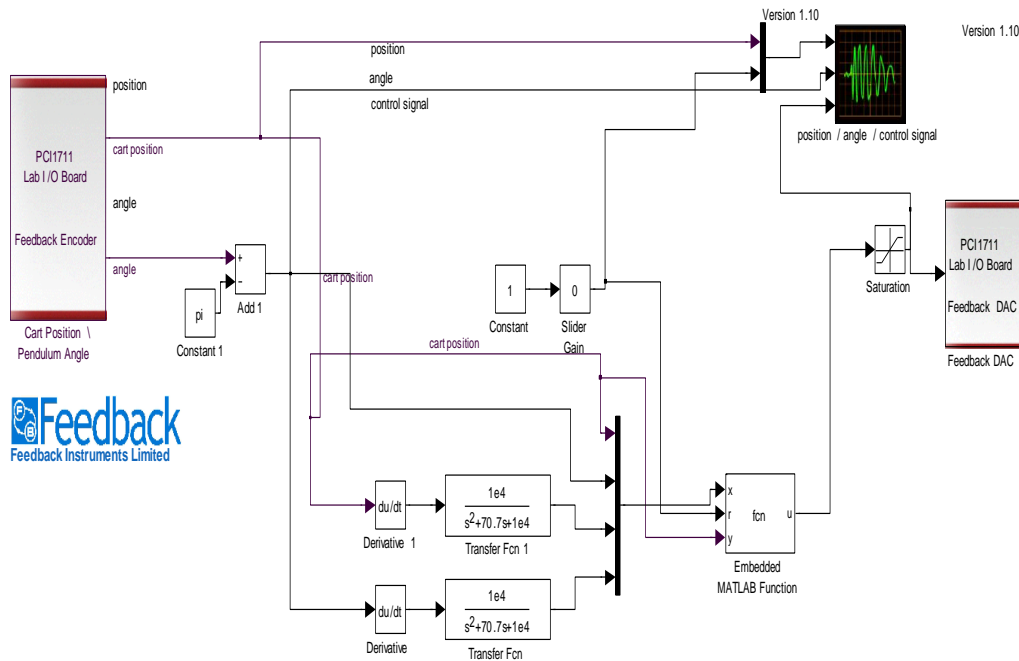 Version 1.10
Version 1.10
position
angle
control signal
position / angle / control signal
position
PCI1711
Lab I /O Board
cart position
angle
Feedback Encoder
angle
Cart Position \
Pendulum Angle
pi
Constant 1
+
−
Add 1
cart position
1
Constant
0
Slider
Gain
Saturation
PCI1711
Lab I /O Board
Feedback DAC
Feedback DAC
cart position
Feedback
Feedback Instruments Limited
du/dt
Derivative 1
1e4
s²+70.7s+1e4
Transfer Fcn 1
du/dt
Derivative
1e4
s²+70.7s+1e4
Transfer Fcn
x
r
y
fcn
u
Embedded
MATLAB Function